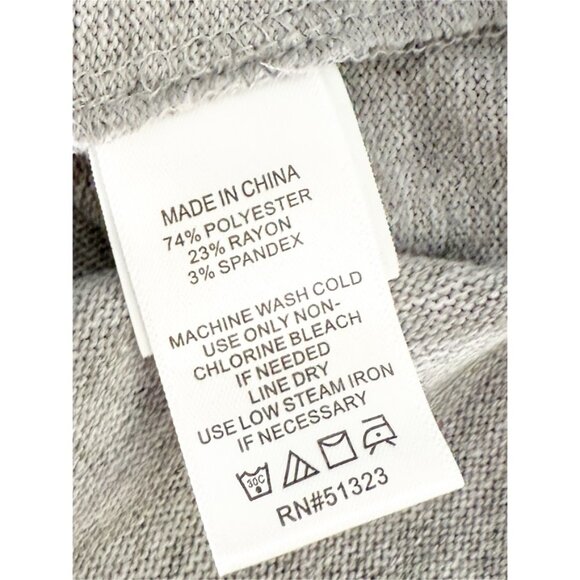 MADE IN CHINA
74% POLYESTER
23% RAYON
3% SPANDEX
MACHINE WASH COLD
USE ONLY NON-
CHLORINE BLEACH
IF NEEDED
LINE DRY
USE LOW STEAM IRON
IF NECESSARY
30C
RN#51323